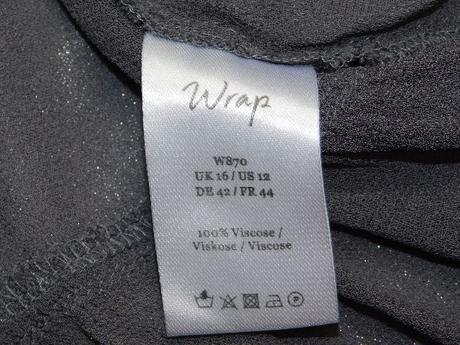 Wrap
W870
UK 16 / US 12
DE 42 / FR 44
100% Viscose /
Viskose / Viscose